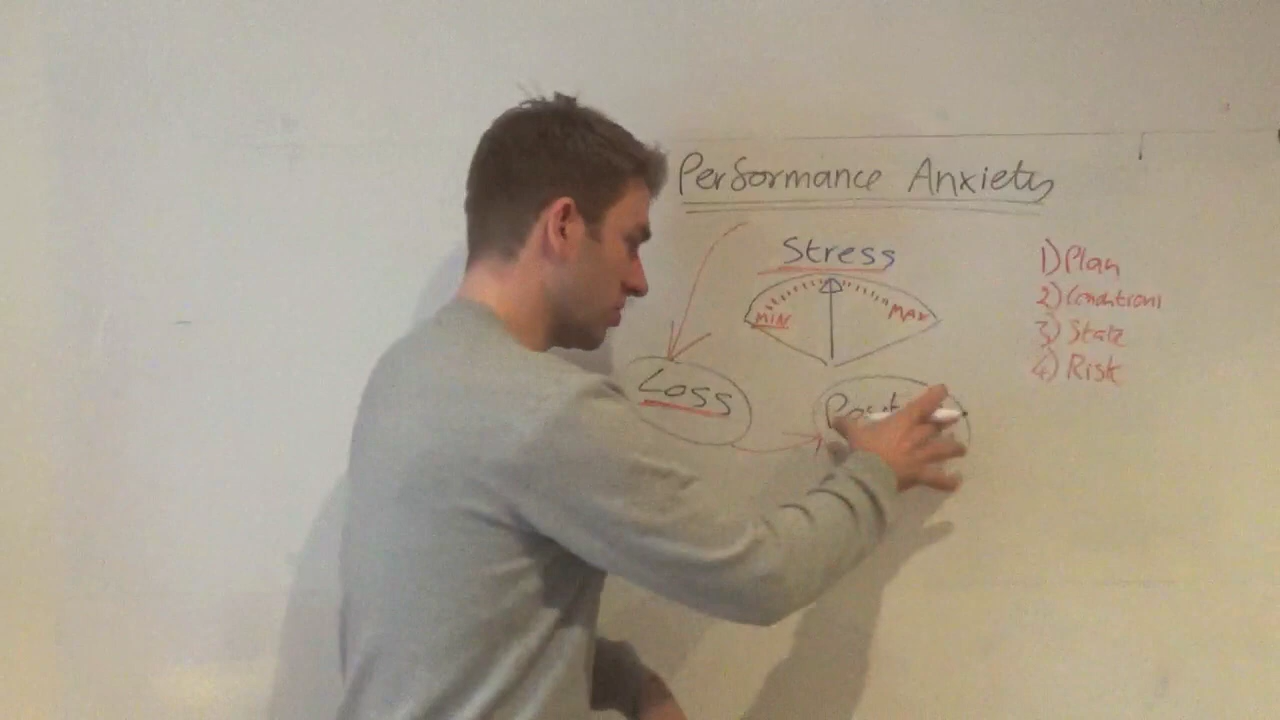 Performance Anxiety
Stress
MIN MAX
Loss
1) Plan
2) Conditions
3) State
4) Risk